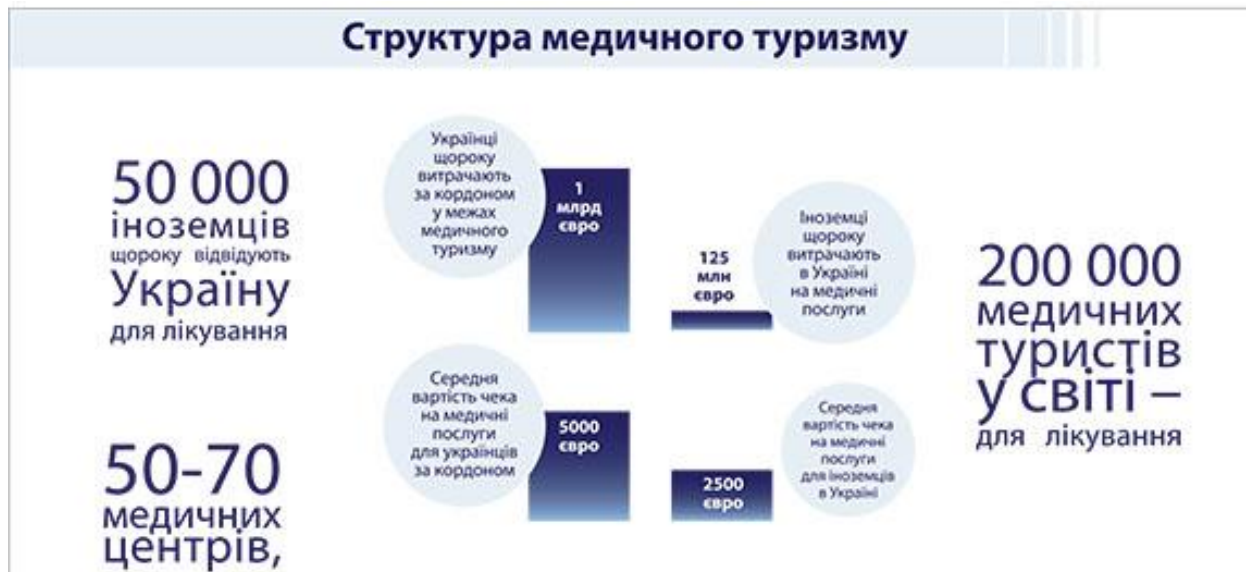 Структура медичного туризму
50 000
іноземців
щороку відвідують
Україну
для лікування
50-70
медичних
центрів,
Українці
щороку
витрачають
за кордоном
у межах
медичного
туризму
1
млрд
євро
125
млн
євро
Іноземці
щороку
витрачають
в Україні
на медичні
послуги
Середня
вартість чека
на медичні
послуги
для українців
за кордоном
5000
євро
2500
євро
Середня
вартість чека
на медичні
послуги
для іноземців
в Україні
200 000
медичних
туристів
у світі –
для лікування